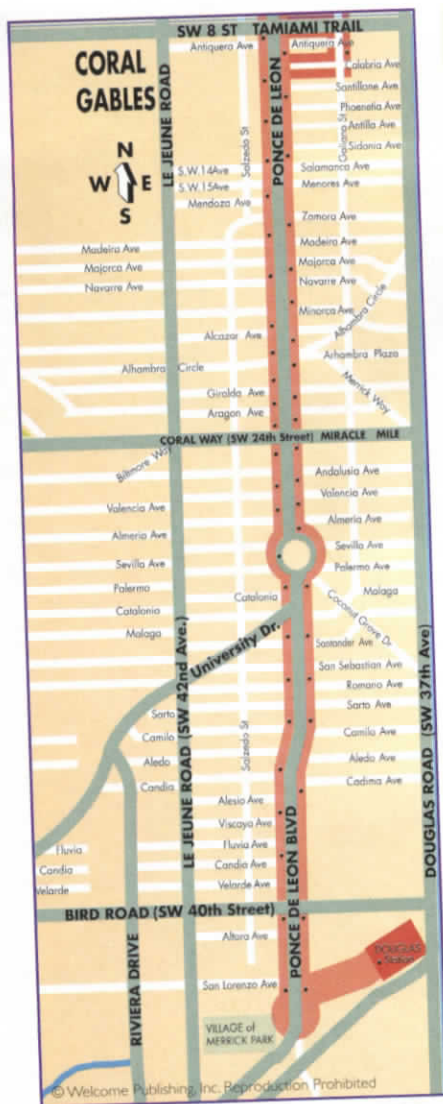 SW 8 ST TAMIAMI TRAIL
Antiquera Ave
Antiquera Ave
CORAL
GABLES
N
W E
S
LE JEUNE ROAD
Salzedo St
PONCE DE LEON
Calabria Ave
Santillane Ave
Phoenetia Ave
Galiano St
Antilla Ave
Sidonia Ave
S.W.14Ave
Salamanca Ave
S.W.15Ave
Menores Ave
Mendoza Ave
Zamora Ave
Madeira Ave
Madeira Ave
Majorca Ave
Majorca Ave
Navarre Ave
Navarre Ave
Minorca Ave
Alhambra Circle
Alcazar Ave
Alhambra Plaza
Alhambra Circle
Merrick Way
Giralda Ave
Aragon Ave
CORAL WAY (SW 24th Street) MIRACLE MILE
Biltmore Way
Andalusia Ave
Valencia Ave
Valencia Ave
Almeria Ave
Almeria Ave
Sevilla Ave
Sevilla Ave
Palermo Ave
Palermo
Catalonia
Malaga
Catalonia
Coconut Grove Dr
Malaga
University Dr.
Santander Ave
San Sebastian Ave
Romano Ave
Sarto Ave
Sarto
Camilo
Camilo Ave
Aledo
Aledo Ave
Candia
Cadima Ave
LE JEUNE ROAD (SW 42nd Ave.)
Salzedo St
DOUGLAS ROAD (SW 37th Ave)
Alesio Ave
Viscaya Ave
Fluvia Ave
Fluvia
Candia Ave
Candia
Velarde Ave
Velarde
BIRD ROAD (SW 40th Street)
PONCE DE LEON BLVD
Altara Ave
DOUGLAS
Station
RIVIERA DRIVE
San Lorenzo Ave
VILLAGE of
MERRICK PARK
© Welcome Publishing, Inc. Reproduction Prohibited